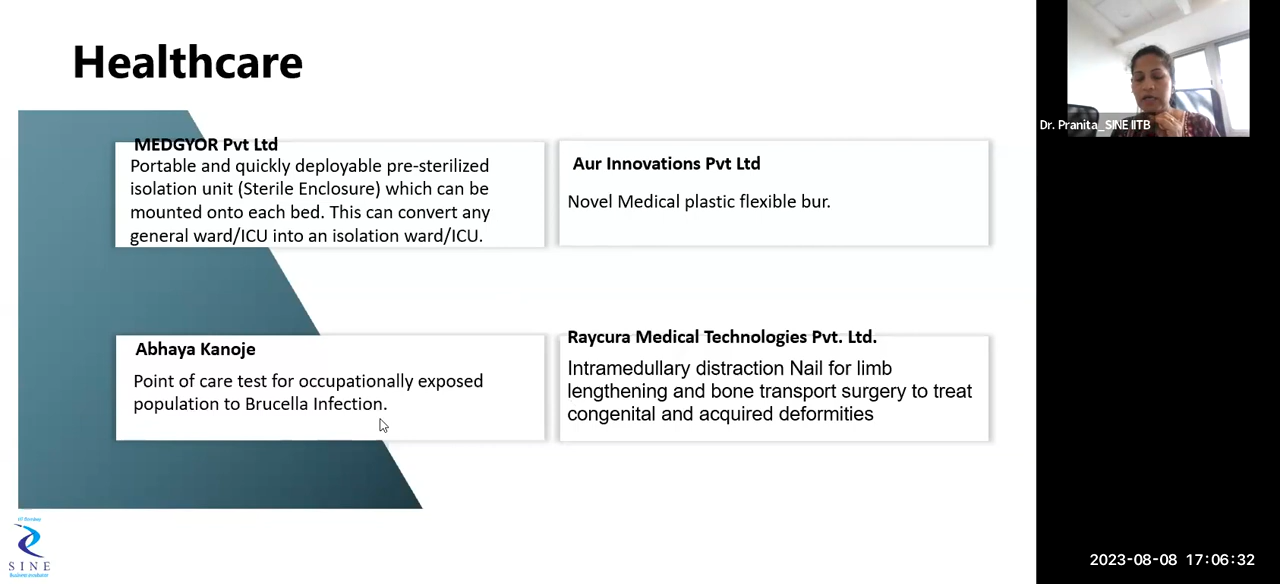 Healthcare
MEDGYOR Pvt Ltd
Portable and quickly deployable pre-sterilized
isolation unit (Sterile Enclosure) which can be
mounted onto each bed. This can convert any
general ward/ICU into an isolation ward/ICU.
Aur Innovations Pvt Ltd
Novel Medical plastic flexible bur.
Abhaya Kanoje
Point of care test for occupationally exposed
population to Brucella Infection.
Raycura Medical Technologies Pvt. Ltd.
Intramedullary distraction Nail for limb
lengthening and bone transport surgery to treat
congenital and acquired deformities
Dr. Pranita_SINE IITB
SINE
Business Incubator
2023-08-08 17:06:32